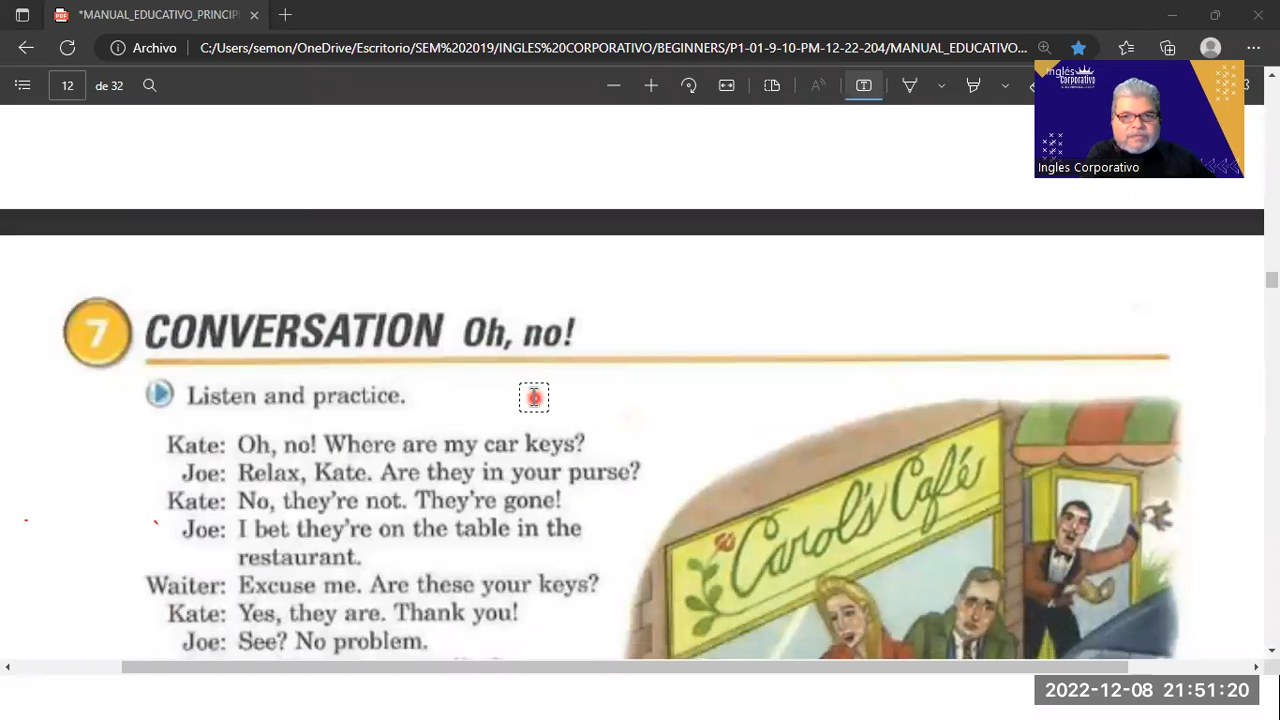 *MANUAL_EDUCATIVO_PRINCIPI
Archivo
C:/Users/semon/OneDrive/Escritorio/SEM%202019/INGLES%20CORPORATIVO/BEGINNERS/P1-01-9-10-PM-12-22-204/MANUAL_EDUCATIVO...
12 de 32
Inglés
Corporativo
Ingles Corporativo
7 CONVERSATION Oh, no!
Listen and practice.
Kate: Oh, no! Where are my car keys?
Joe: Relax, Kate. Are they in your purse?
Kate: No, they're not. They're gone!
Joe: I bet they're on the table in the
restaurant.
Waiter: Excuse me. Are these your keys?
Kate: Yes, they are. Thank you!
Joe: See? No problem.
Carol's Café
2022-12-08 21:51:20